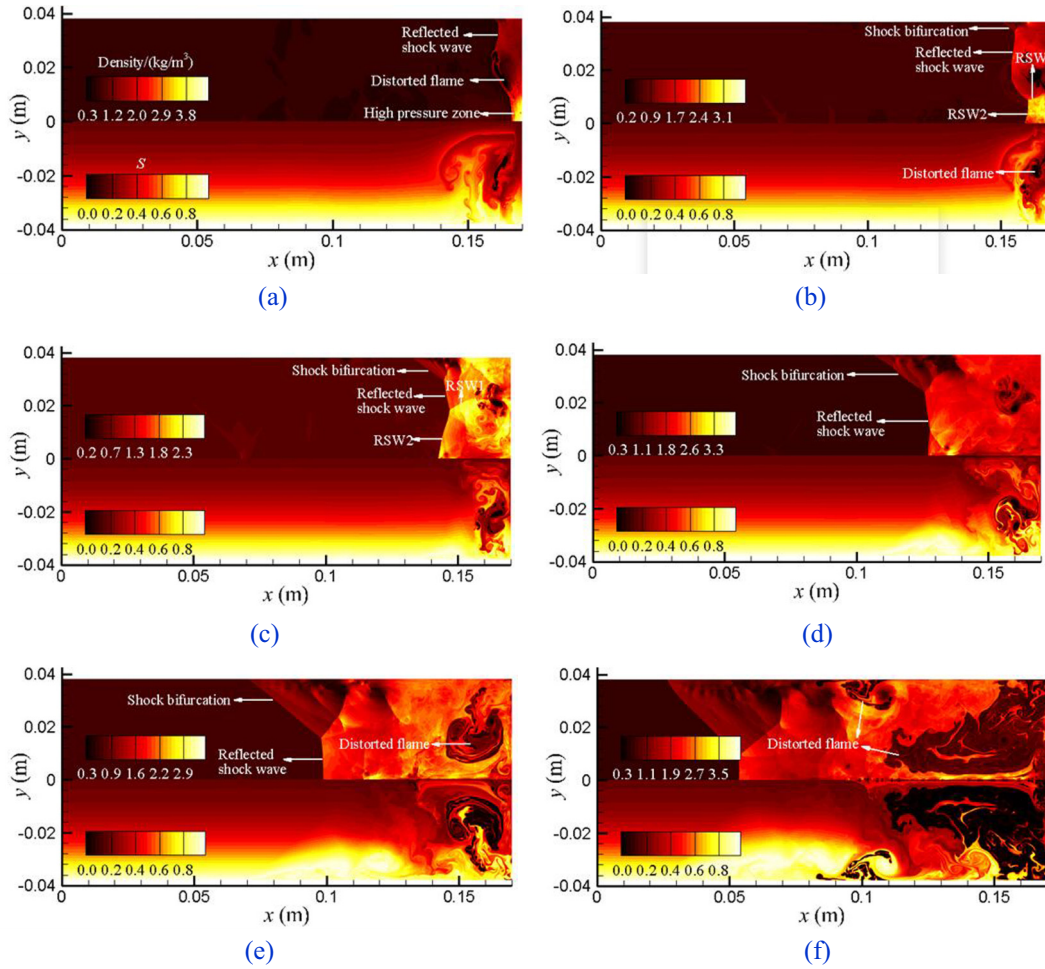 0.04
0.02
0
-0.02
-0.04
y (m)
Density/(kg/m³)
0.3 1.2 2.0 2.9 3.8
Reflected
shock wave
Distorted flame
High pressure zone
S
0.0 0.2 0.4 0.6 0.8
0 0.05 0.1 0.15
x (m)
(a)
0.04
0.02
0
-0.02
-0.04
y (m)
Shock bifurcation
Reflected
shock wave
RSW
0.2 0.9 1.7 2.4 3.1
RSW2
Distorted flame
0.0 0.2 0.4 0.6 0.8
0 0.05 0.1 0.15
x (m)
(b)
0.04
0.02
0
-0.02
-0.04
y (m)
Shock bifurcation
Reflected
shock wave
RSW1
RSW2
0.2 0.7 1.3 1.8 2.3
0.0 0.2 0.4 0.6 0.8
0 0.05 0.1 0.15
x (m)
(c)
0.04
0.02
0
-0.02
-0.04
y (m)
Shock bifurcation
Reflected
shock wave
0.3 1.1 1.8 2.6 3.3
0.0 0.2 0.4 0.6 0.8
0 0.05 0.1 0.15
x (m)
(d)
0.04
0.02
0
-0.02
-0.04
y (m)
Shock bifurcation
Reflected
shock wave
Distorted flame
0.3 0.9 1.6 2.2 2.9
0.0 0.2 0.4 0.6 0.8
0 0.05 0.1 0.15
x (m)
(e)
0.04
0.02
0
-0.02
-0.04
y (m)
Distorted flame
0.3 1.1 1.9 2.7 3.5
0.0 0.2 0.4 0.6 0.8
0 0.05 0.1 0.15
x (m)
(f)